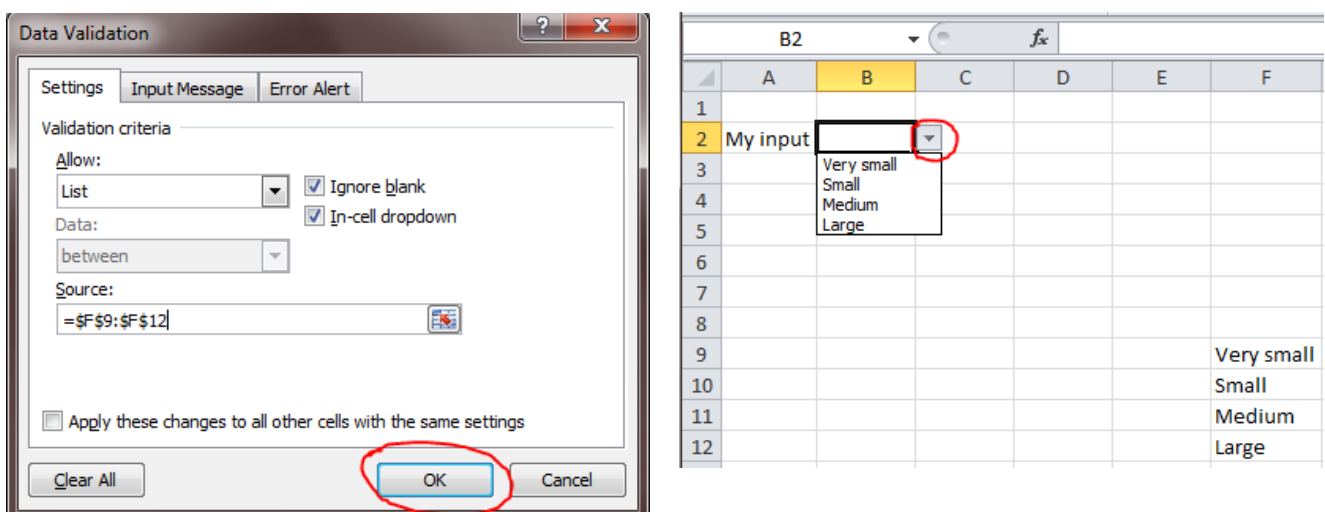 Data Validation
?
X
Settings Input Message Error Alert
Validation criteria
Allow:
List
Ignore blank
In-cell dropdown
Data:
between
Source:
=$F$9:$F$12
Apply these changes to all other cells with the same settings
Clear All OK Cancel
B2 fx
A B C D E F
1
2 My input
Very small
Small
Medium
Large
3
4
5
6
7
8
9 Very small
10 Small
11 Medium
12 Large